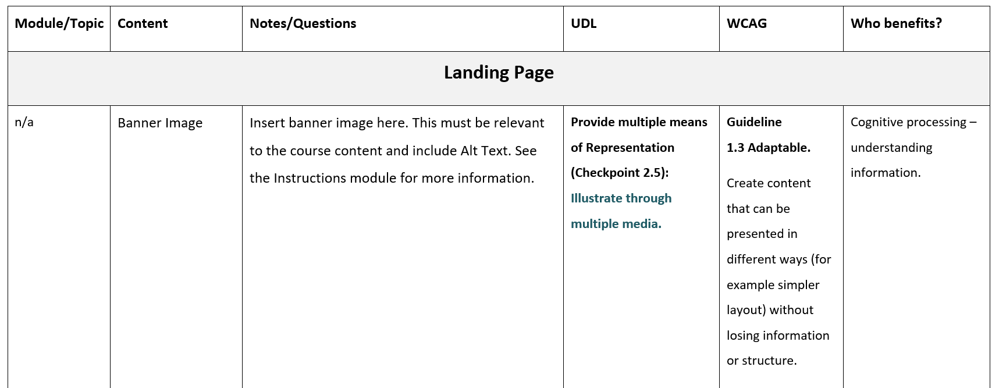 Module/Topic
Content
Notes/Questions
UDL
WCAG
Who benefits?
Landing Page
n/a
Banner Image
Insert banner image here. This must be relevant
to the course content and include Alt Text. See
the Instructions module for more information.
Provide multiple means
of Representation
(Checkpoint 2.5):
Illustrate through
multiple media.
Guideline
1.3 Adaptable.
Create content
that can be
presented in
different ways (for
example simpler
layout) without
losing information
or structure.
Cognitive processing –
understanding
information.